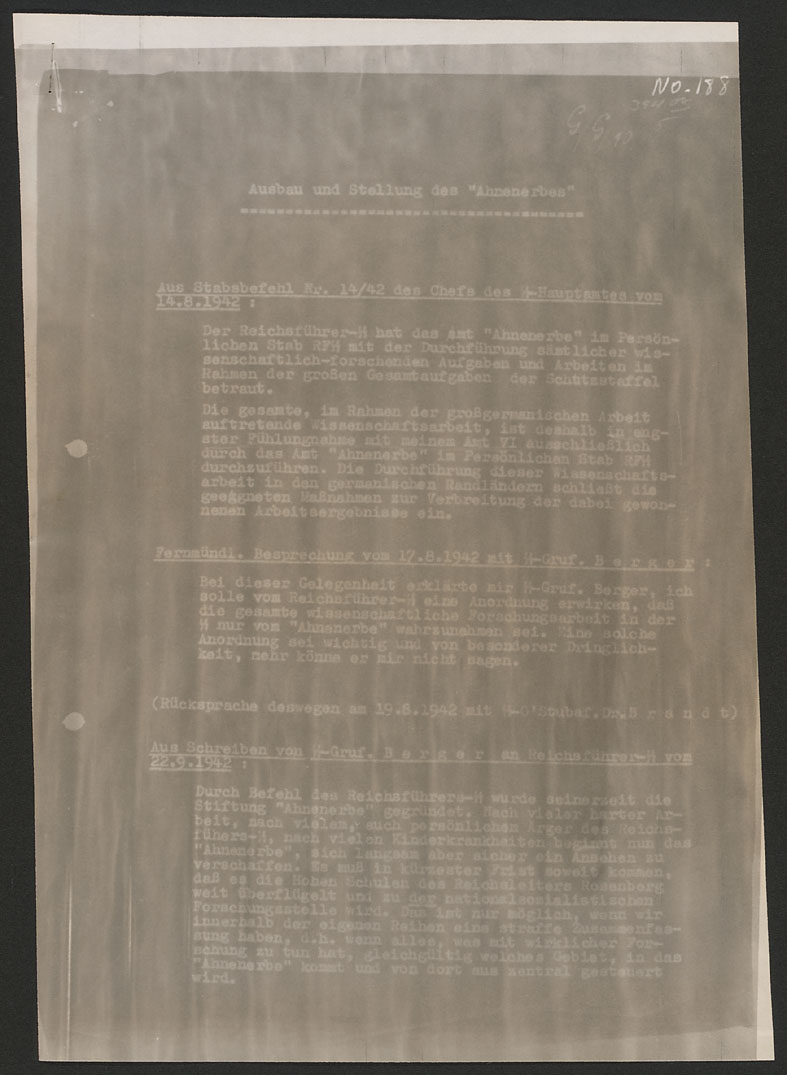 No-188
Ausbau und Stellung des "Ahnenerbes"
Aus Stabsbefehl Nr. 14/42 des Chefs des ᛋᛋ-Hauptamtes vom
14.8.1942 :
Der Reichsführer-ᛋᛋ hat das Amt "Ahnenerbe" im Persön-
lichen Stab RFᛋᛋ mit der Durchführung sämtlicher wis-
senschaftlich-forschenden Aufgaben und Arbeiten im
Rahmen der großen Gesamtaufgaben der Schutzstaffel
betraut.
Die gesamte, im Rahmen der großgermanischen Arbeit
auftretende Wissenschaftsarbeit, ist deshalb in eng-
ster Fühlungnahme mit meinem Amt VI ausschließlich
durch das Amt "Ahnenerbe" im Persönlichen Stab RFᛋᛋ
durchzuführen. Die Durchführung dieser Wissenschafts-
arbeit in den germanischen Randländern schließt die
geeigneten Maßnahmen zur Verbreitung der dabei gewon-
nenen Arbeitsergebnisse ein.
Fernmündl. Besprechung vom 17.8.1942 mit ᛋᛋ-Gruf. B e r g e r :
Bei dieser Gelegenheit erklärte mir ᛋᛋ-Gruf. Berger, ich
solle vom Reichsführer-ᛋᛋ eine Anordnung erwirken, daß
die gesamte wissenschaftliche Forschungsarbeit in der
ᛋᛋ nur vom "Ahnenerbe" wahrzunehmen sei. Eine solche
Anordnung sei wichtig und von besonderer Dringlich-
keit, mehr könne er mir nicht sagen.
(Rücksprache deswegen am 19.8.1942 mit ᛋᛋ-O'Stubaf.Dr.B r a n d t)
Aus Schreiben von ᛋᛋ-Gruf. B e r g e r an Reichsführer-ᛋᛋ vom
22.9.1942 :
Durch Befehl des Reichsführers-ᛋᛋ wurde seinerzeit die
Stiftung "Ahnenerbe" gegründet. Nach vieler harter Ar-
beit, nach vielem, auch persönlichem Ärger des Reichs-
führers-ᛋᛋ, nach vielen Kinderkrankheiten beginnt nun das
"Ahnenerbe", sich langsam aber sicher ein Ansehen zu
verschaffen. Es muß in kürzester Frist soweit kommen,
daß es die Hohen Schulen des Reichsleiters Rosenberg
weit überflügelt und zu der nationalsozialistischen
Forschungsstelle wird. Das ist nur möglich, wenn wir
innerhalb der eigenen Reihen eine straffe Zusammenfas-
sung haben, d.h. wenn alles, was mit wirklicher For-
schung zu tun hat, gleichgültig welches Gebiet, in das
"Ahnenerbe" kommt und von dort aus zentral gesteuert
wird.